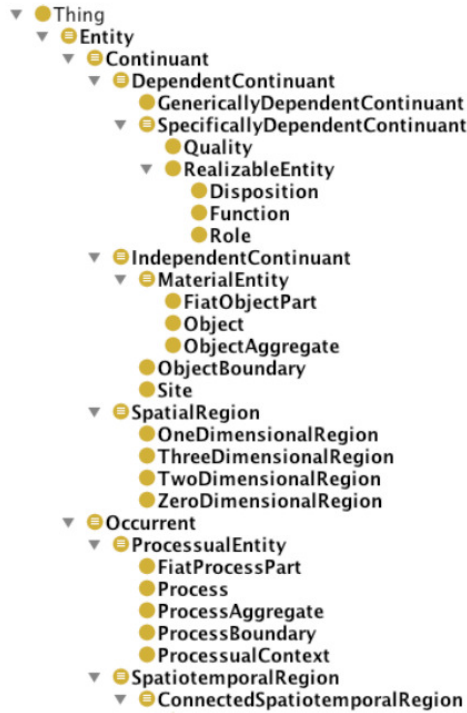 Thing
Entity
Continuant
DependentContinuant
GenericallyDependentContinuant
SpecificallyDependentContinuant
Quality
RealizableEntity
Disposition
Function
Role
IndependentContinuant
MaterialEntity
FiatObjectPart
Object
ObjectAggregate
ObjectBoundary
Site
SpatialRegion
OneDimensionalRegion
ThreeDimensionalRegion
TwoDimensionalRegion
ZeroDimensionalRegion
Occurrent
ProcessualEntity
FiatProcessPart
Process
ProcessAggregate
ProcessBoundary
ProcessualContext
SpatiotemporalRegion
ConnectedSpatiotemporalRegion